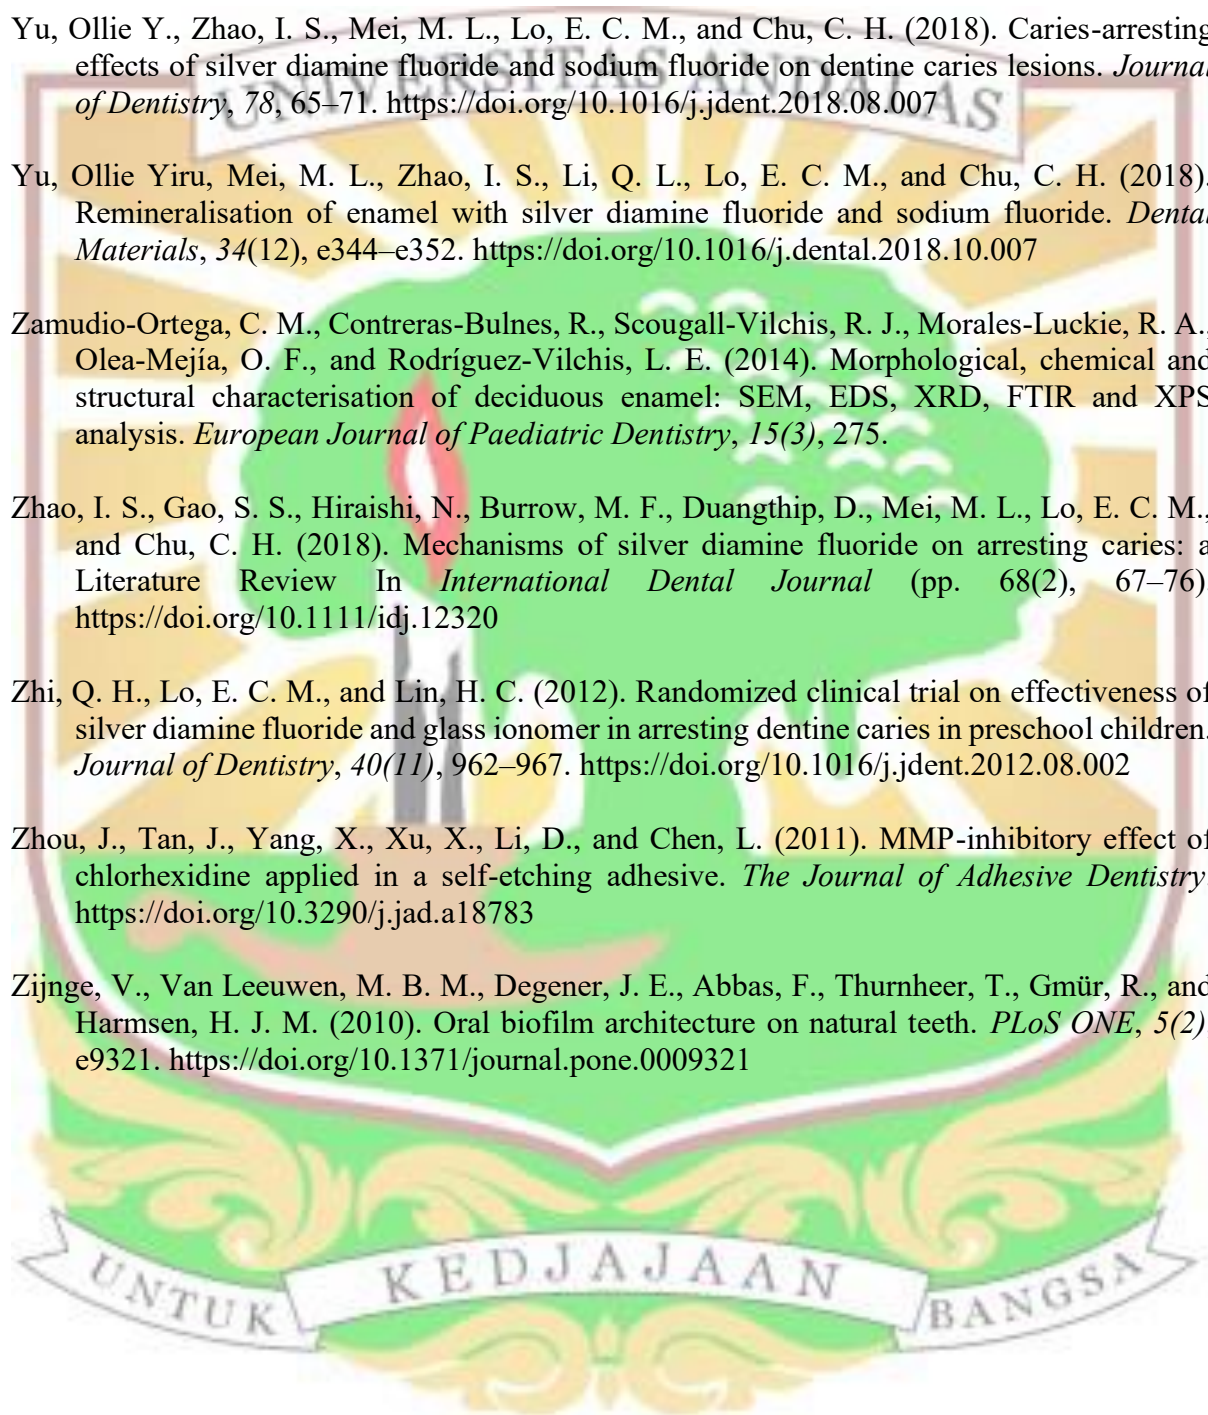 Yu, Ollie Y., Zhao, I. S., Mei, M. L., Lo, E. C. M., and Chu, C. H. (2018). Caries-arresting
effects of silver diamine fluoride and sodium fluoride on dentine caries lesions. Journal
of Dentistry, 78, 65–71. https://doi.org/10.1016/j.jdent.2018.08.007
UNIVERSITAS ANDALAS
Yu, Ollie Yiru, Mei, M. L., Zhao, I. S., Li, Q. L., Lo, E. C. M., and Chu, C. H. (2018).
Remineralisation of enamel with silver diamine fluoride and sodium fluoride. Dental
Materials, 34(12), e344–e352. https://doi.org/10.1016/j.dental.2018.10.007
Zamudio-Ortega, C. M., Contreras-Bulnes, R., Scougall-Vilchis, R. J., Morales-Luckie, R. A.,
Olea-Mejía, O. F., and Rodríguez-Vilchis, L. E. (2014). Morphological, chemical and
structural characterisation of deciduous enamel: SEM, EDS, XRD, FTIR and XPS
analysis. European Journal of Paediatric Dentistry, 15(3), 275.
Zhao, I. S., Gao, S. S., Hiraishi, N., Burrow, M. F., Duangthip, D., Mei, M. L., Lo, E. C. M.,
and Chu, C. H. (2018). Mechanisms of silver diamine fluoride on arresting caries: a
Literature Review In International Dental Journal (pp. 68(2), 67–76).
https://doi.org/10.1111/idj.12320
Zhi, Q. H., Lo, E. C. M., and Lin, H. C. (2012). Randomized clinical trial on effectiveness of
silver diamine fluoride and glass ionomer in arresting dentine caries in preschool children.
Journal of Dentistry, 40(11), 962–967. https://doi.org/10.1016/j.jdent.2012.08.002
Zhou, J., Tan, J., Yang, X., Xu, X., Li, D., and Chen, L. (2011). MMP-inhibitory effect of
chlorhexidine applied in a self-etching adhesive. The Journal of Adhesive Dentistry.
https://doi.org/10.3290/j.jad.a18783
Zijnge, V., Van Leeuwen, M. B. M., Degener, J. E., Abbas, F., Thurnheer, T., Gmür, R., and
Harmsen, H. J. M. (2010). Oral biofilm architecture on natural teeth. PLoS ONE, 5(2),
e9321. https://doi.org/10.1371/journal.pone.0009321
UNTUK KEDJAJAAN BANGSA